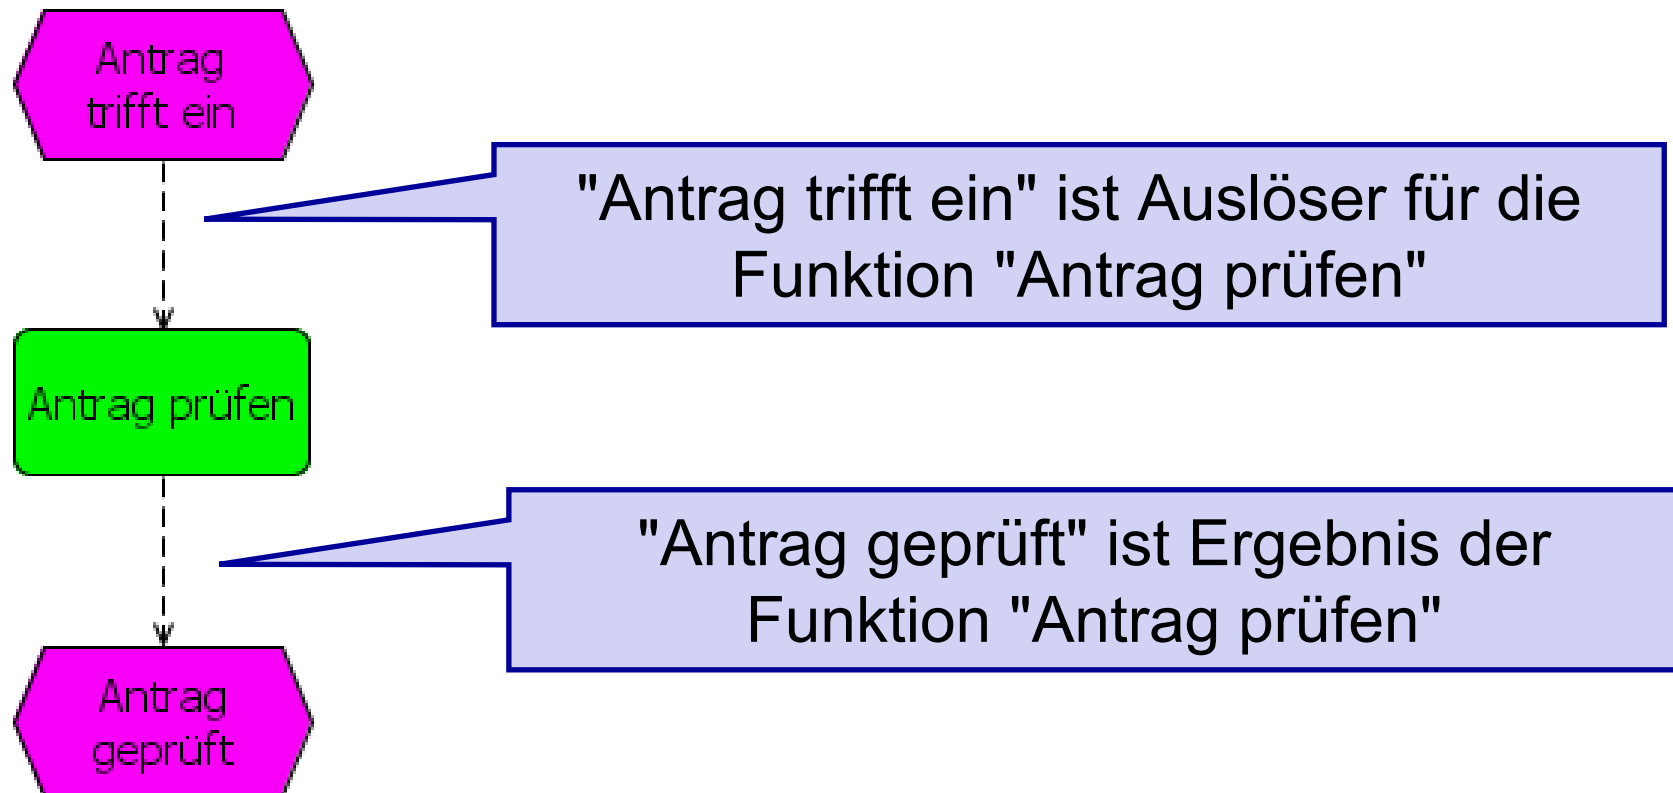 Antrag
trifft ein
"Antrag trifft ein" ist Auslöser für die
Funktion "Antrag prüfen"
Antrag prüfen
"Antrag geprüft" ist Ergebnis der
Funktion "Antrag prüfen"
Antrag
geprüft